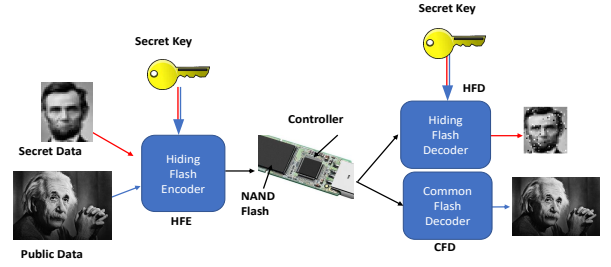 Secret Key
Secret Key
HFD
Controller
Secret Data
Hiding
Flash
Encoder
Hiding
Flash
Decoder
NAND
Flash
Common
Flash
Decoder
HFE
CFD
Public Data